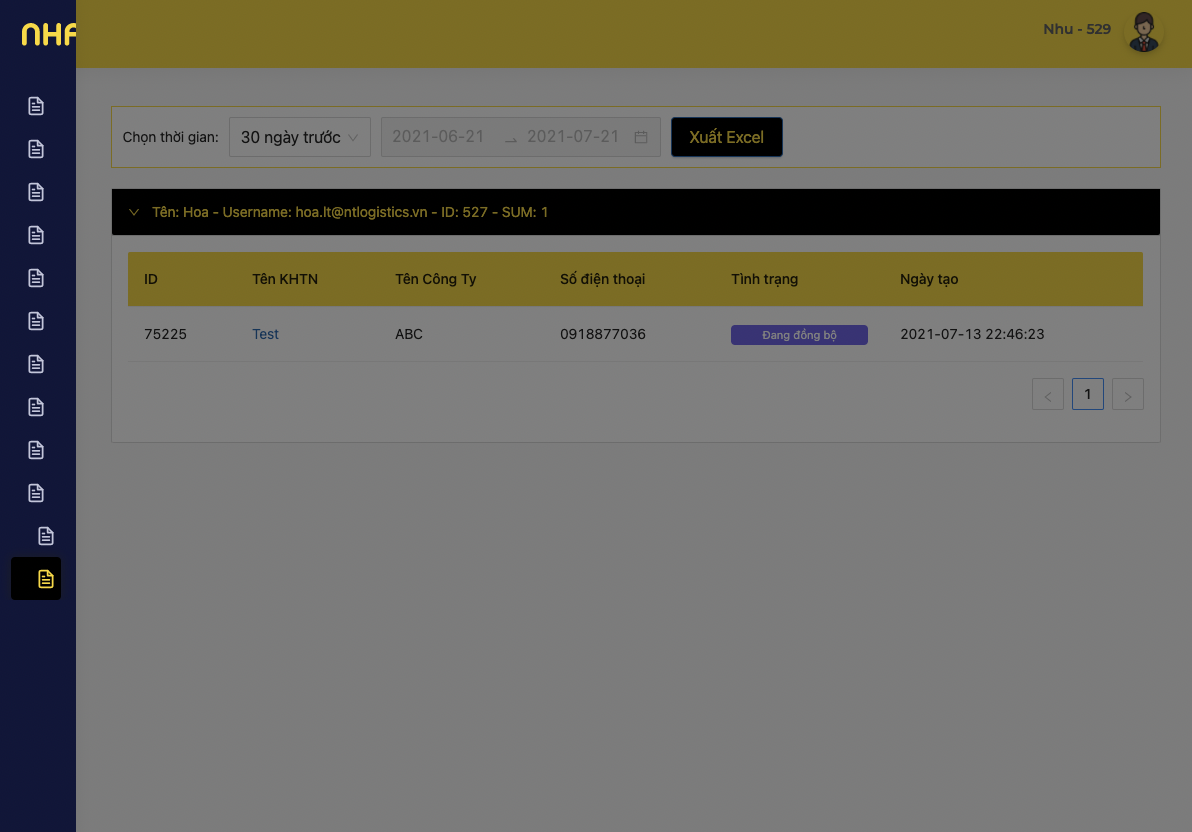 Nhu - 529
Chọn thời gian: 30 ngày trước 2021-06-21 → 2021-07-21 Xuất Excel
Tên: Hoa - Username: hoa.lt@ntlogistics.vn - ID: 527 - SUM: 1
ID Tên KHTN Tên Công Ty Số điện thoại Tình trạng Ngày tạo
75225 Test ABC 0918877036 Đang đồng bộ 2021-07-13 22:46:23
< 1 >